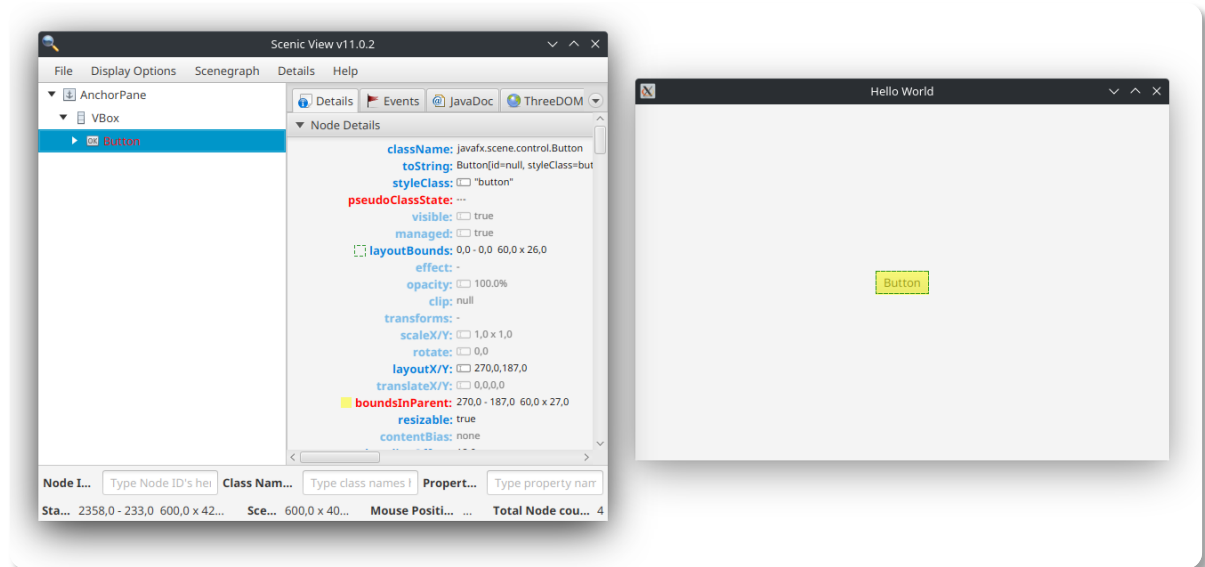 Scenic View v11.0.2
File Display Options Scenegraph Details Help
AnchorPane
VBox
OK Button
Details Events JavaDoc ThreeDOM
Node Details
className: javafx.scene.control.Button
toString: Button[id=null, styleClass=but
styleClass: "button"
pseudoClassState: ...
visible: true
managed: true
layoutBounds: 0,0 - 0,0 60,0 x 26,0
effect: -
opacity: 100.0%
clip: null
transforms: -
scaleX/Y: 1,0 x 1,0
rotate: 0,0
layoutX/Y: 270,0,187,0
translateX/Y: 0,0,0,0
boundsInParent: 270,0 - 187,0 60,0 x 27,0
resizable: true
contentBias: none
Node I... Type Node ID's her Class Nam... Type class names Propert... Type property nam
Sta... 2358,0 - 233,0 600,0 x 42... Sce... 600,0 x 40... Mouse Positi... ... Total Node cou... 4
Hello World
Button